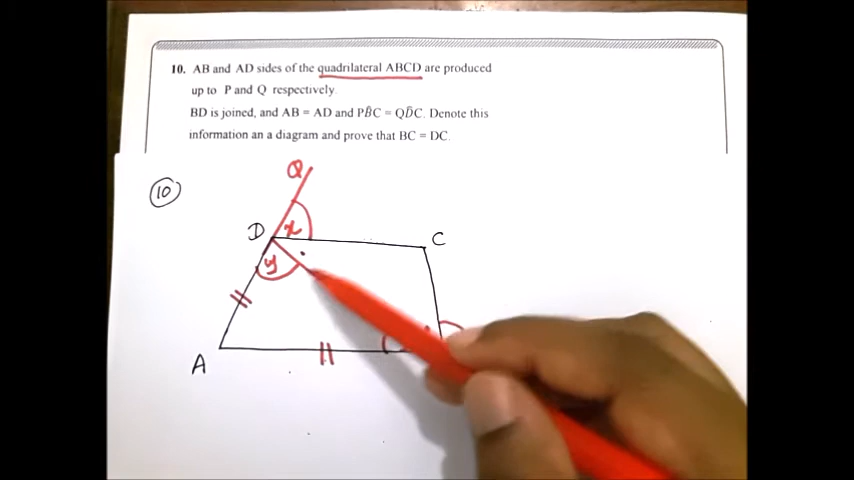 10. AB and AD sides of the quadrilateral ABCD are produced
up to P and Q respectively.
BD is joined, and AB = AD and PB̂C = QD̂C. Denote this
information an a diagram and prove that BC = DC.
10
Q
D
x
C
y
A